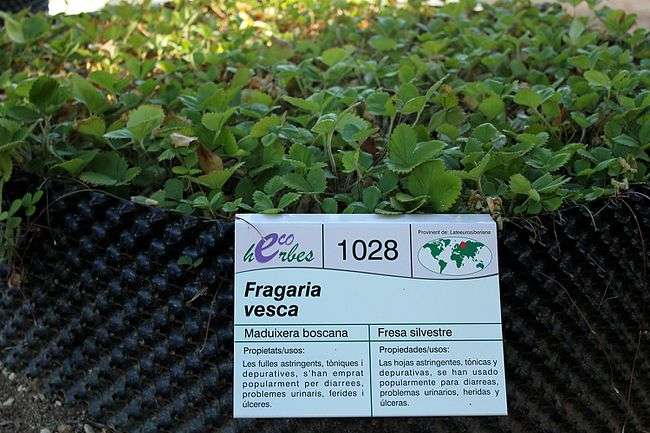 eco
herbes
1028
Provinent de: Lateeurosiberiana
Fragaria
vesca
Maduixera boscana
Fresa silvestre
Propietats/usos:
Les fulles astringents, tòniques i
depuratives, s'han emprat
popularment per diarrees,
problemes urinaris, ferides i
úlceres.
Propiedades/usos:
Las hojas astringentes, tónicas y
depurativas, se han usado
popularmente para diarreas,
problemas urinarios, heridas y
úlceras.